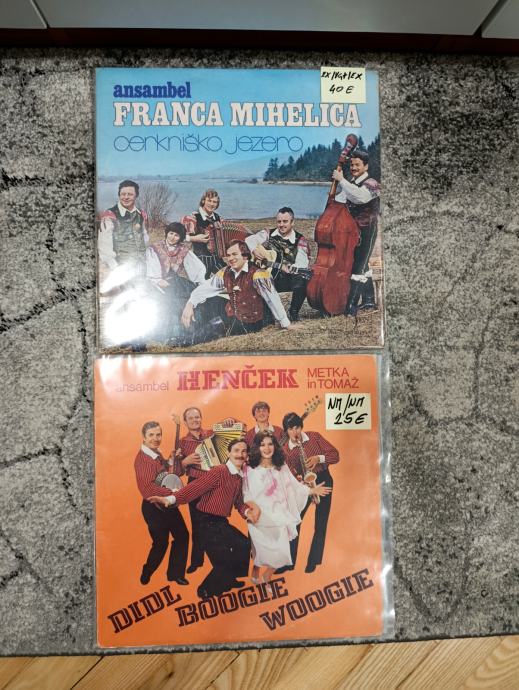 ansambel
FRANCA MIHELIČA
cerkniško jezero
EX/VG+/EX
40 €
ansambel HENČEK METKA
in TOMAŽ
NM/NM
25 €
DIDL BOOGIE WOOGIE